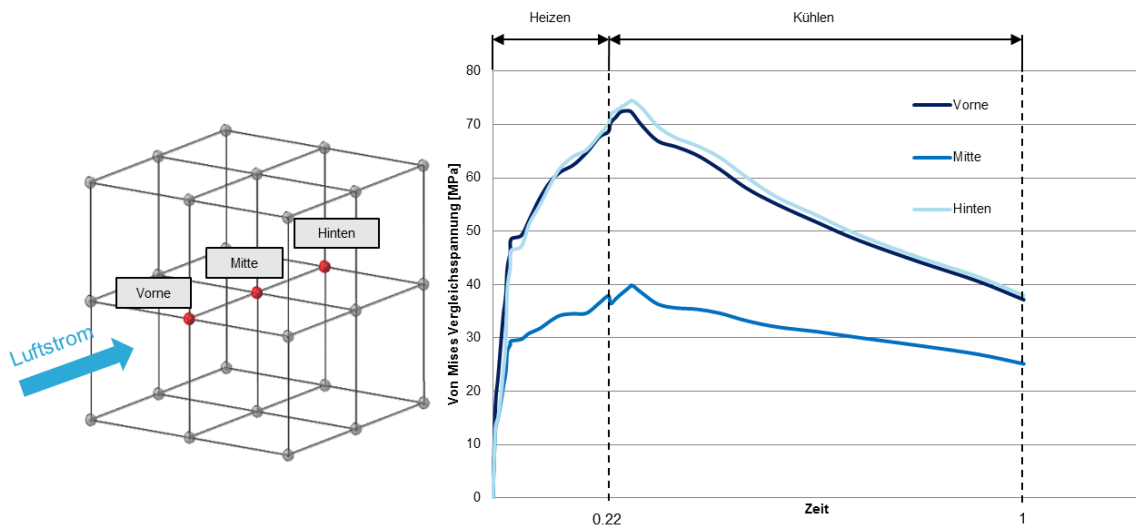 Heizen
Kühlen
Vorne
Mitte
Hinten
Luftstrom
Von Mises Vergleichsspannung [MPa]
80
70
60
50
40
30
20
10
0
Vorne
Mitte
Hinten
0.22
Zeit
1